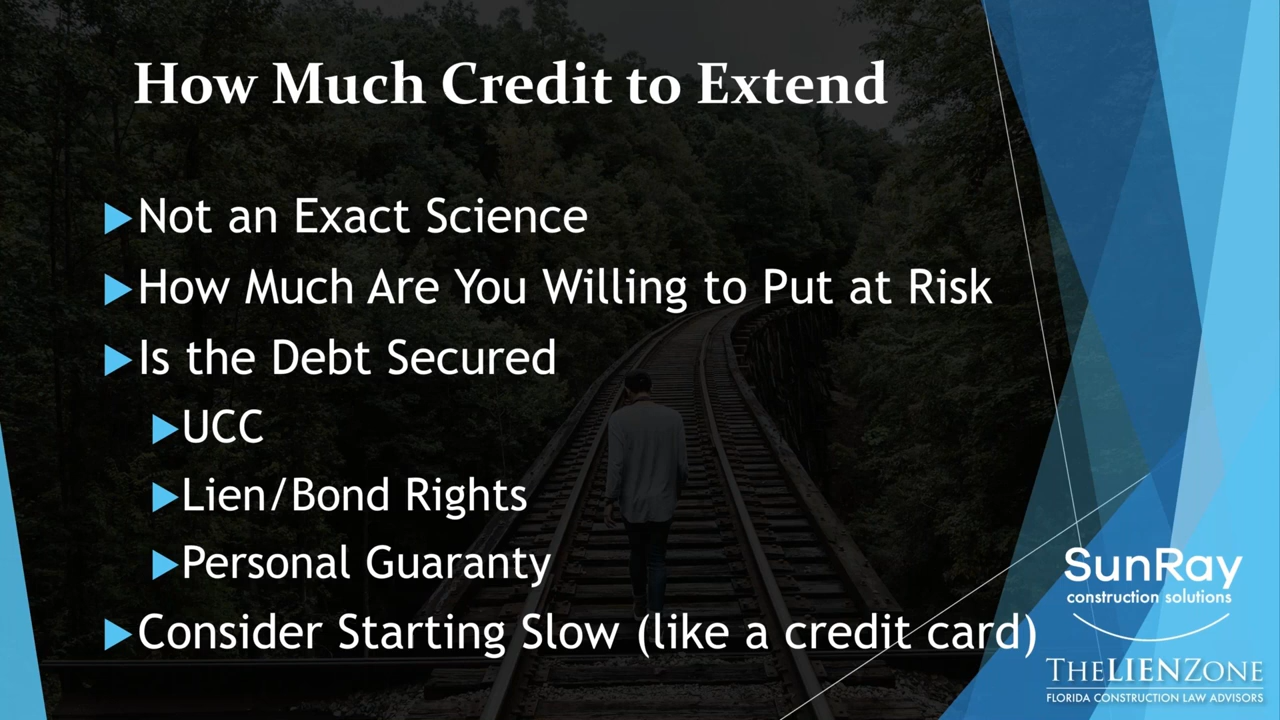 How Much Credit to Extend
Not an Exact Science
How Much Are You Willing to Put at Risk
Is the Debt Secured
UCC
Lien/Bond Rights
Personal Guaranty
Consider Starting Slow (like a credit card)
SunRay
construction solutions
THELIENZONE
FLORIDA CONSTRUCTION LAW ADVISORS